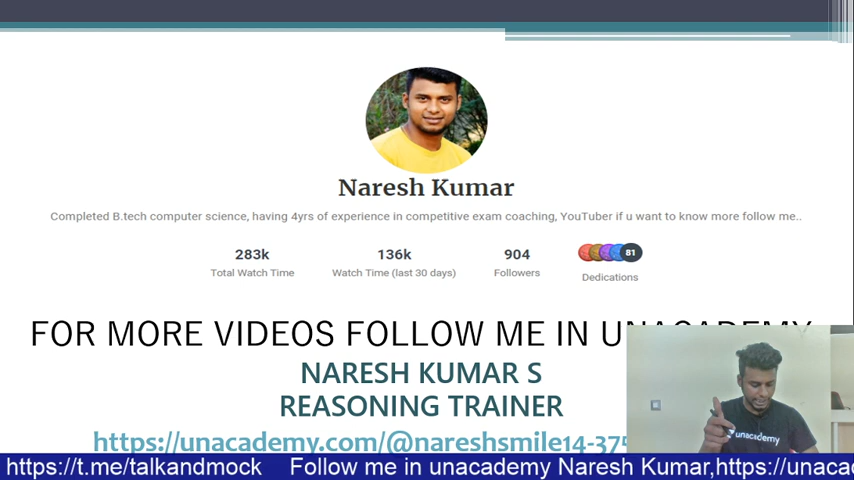 Naresh Kumar
Completed B.tech computer science, having 4yrs of experience in competitive exam coaching, YouTuber if u want to know more follow me..
283k
Total Watch Time
136k
Watch Time (last 30 days)
904
Followers
81
Dedications
FOR MORE VIDEOS FOLLOW ME IN UNACADEMY
NARESH KUMAR S
REASONING TRAINER
https://unacademy.com/@nareshsmile14-375
unacademy
https://t.me/talkandmock Follow me in unacademy Naresh Kumar,https://unaca